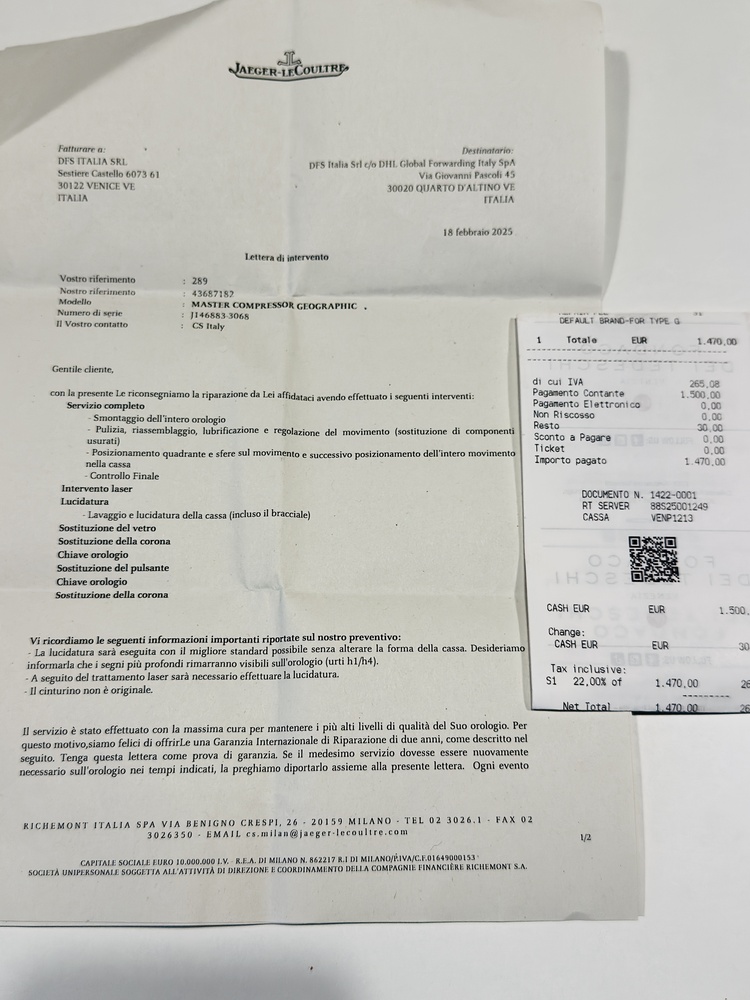 JAEGER-LECOULTRE
Fatturare a:
DFS ITALIA SRL
Sestiere Castello 6073 61
30122 VENICE VE
ITALIA
Destinatario:
DFS Italia Srl c/o DHL Global Forwarding Italy SpA
Via Giovanni Pascoli 45
30020 QUARTO D'ALTINO VE
ITALIA
18 febbraio 2025
Lettera di intervento
Vostro riferimento : 289
Nostro riferimento : 43687182
Modello : MASTER COMPRESSOR GEOGRAPHIC .
Numero di serie : J146883-3068
Il Vostro contatto : CS Italy
Gentile cliente,
con la presente Le riconsegniamo la riparazione da Lei affidataci avendo effettuato i seguenti interventi:
Servizio completo
- Smontaggio dell'intero orologio
- Pulizia, riassemblaggio, lubrificazione e regolazione del movimento (sostituzione di componenti
usurati)
- Posizionamento quadrante e sfere sul movimento e successivo posizionamento dell'intero movimento
nella cassa
- Controllo Finale
Intervento laser
Lucidatura
- Lavaggio e lucidatura della cassa (incluso il bracciale)
Sostituzione del vetro
Sostituzione della corona
Chiave orologio
Sostituzione del pulsante
Chiave orologio
Sostituzione della corona
Vi ricordiamo le seguenti informazioni importanti riportate sul nostro preventivo:
- La lucidatura sarà eseguita con il migliore standard possibile senza alterare la forma della cassa. Desideriamo
informarla che i segni più profondi rimarranno visibili sull'orologio (urti h1/h4).
- A seguito del trattamento laser sarà necessario effettuare la lucidatura.
- Il cinturino non è originale.
Il servizio è stato effettuato con la massima cura per mantenere i più alti livelli di qualità del Suo orologio. Per
questo motivo,siamo felici di offrirLe una Garanzia Internazionale di Riparazione di due anni, come descritto nel
seguito. Tenga questa lettera come prova di garanzia. Se il medesimo servizio dovesse essere nuovamente
necessario sull'orologio nei tempi indicati, la preghiamo diportarlo assieme alla presente lettera. Ogni evento
RICHEMONT ITALIA SPA VIA BENIGNO CRESPI, 26 - 20159 MILANO - TEL 02 3026.1 - FAX 02
3026350 - EMAIL cs.milan@jaeger-lecoultre.com
1/2
CAPITALE SOCIALE EURO 10.000.000 I.V. - R.E.A. DI MILANO N. 862217 R.I DI MILANO/P.IVA/C.F.01649000153
SOCIETÀ UNIPERSONALE SOGGETTA ALL'ATTIVITÀ DI DIREZIONE E COORDINAMENTO DELLA COMPAGNIE FINANCIÈRE RICHEMONT S.A.
DEFAULT BRAND-FOR TYPE G
1 Totale EUR 1.470,00
di cui IVA 265,08
Pagamento Contante 1.500,00
Pagamento Elettronico 0,00
Non Riscosso 0,00
Resto 30,00
Sconto a Pagare 0,00
Ticket 0,00
Importo pagato 1.470,00
DOCUMENTO N. 1422-0001
RT SERVER 88S25001249
CASSA VENP1213
CASH EUR EUR 1.500.
Change:
CASH EUR EUR 30
Tax inclusive:
S1 22,00% of 1.470,00 26
Net Total 1.470,00 26